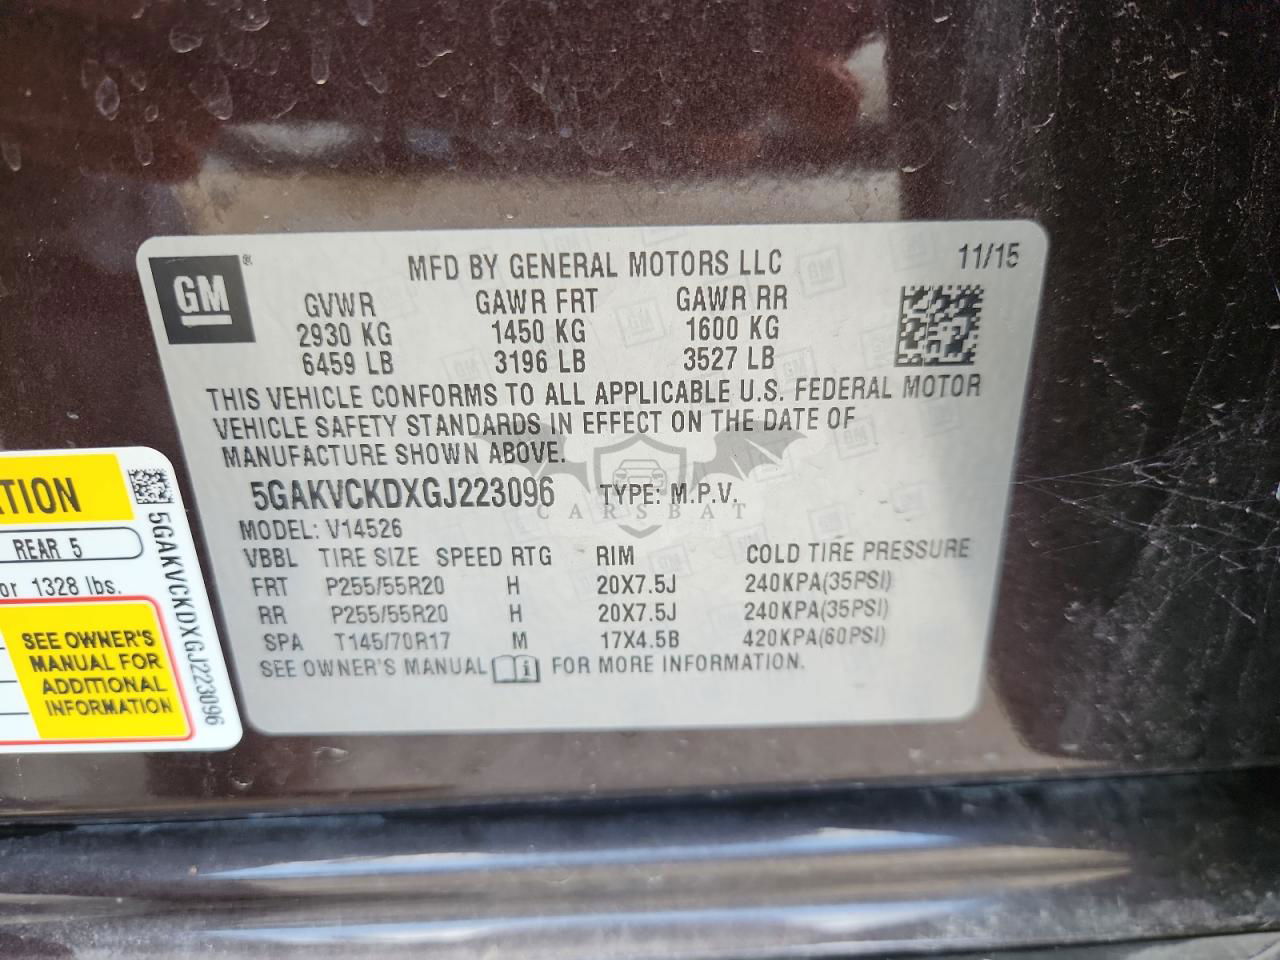 GM ®
MFD BY GENERAL MOTORS LLC
11/15
GVWR GAWR FRT GAWR RR
2930 KG 1450 KG 1600 KG
6459 LB 3196 LB 3527 LB
THIS VEHICLE CONFORMS TO ALL APPLICABLE U.S. FEDERAL MOTOR
VEHICLE SAFETY STANDARDS IN EFFECT ON THE DATE OF
MANUFACTURE SHOWN ABOVE.
5GAKVCKDXGJ223096 TYPE: M.P.V.
CARSBAT
MODEL: V14526
VBBL TIRE SIZE SPEED RTG RIM COLD TIRE PRESSURE
FRT P255/55R20 H 20X7.5J 240KPA(35PSI)
RR P255/55R20 H 20X7.5J 240KPA(35PSI)
SPA T145/70R17 M 17X4.5B 420KPA(60PSI)
SEE OWNER'S MANUAL i FOR MORE INFORMATION.
ATION
REAR 5
or 1328 lbs.
SEE OWNER'S
MANUAL FOR
ADDITIONAL
INFORMATION
5GAKVCKDXGJ223096